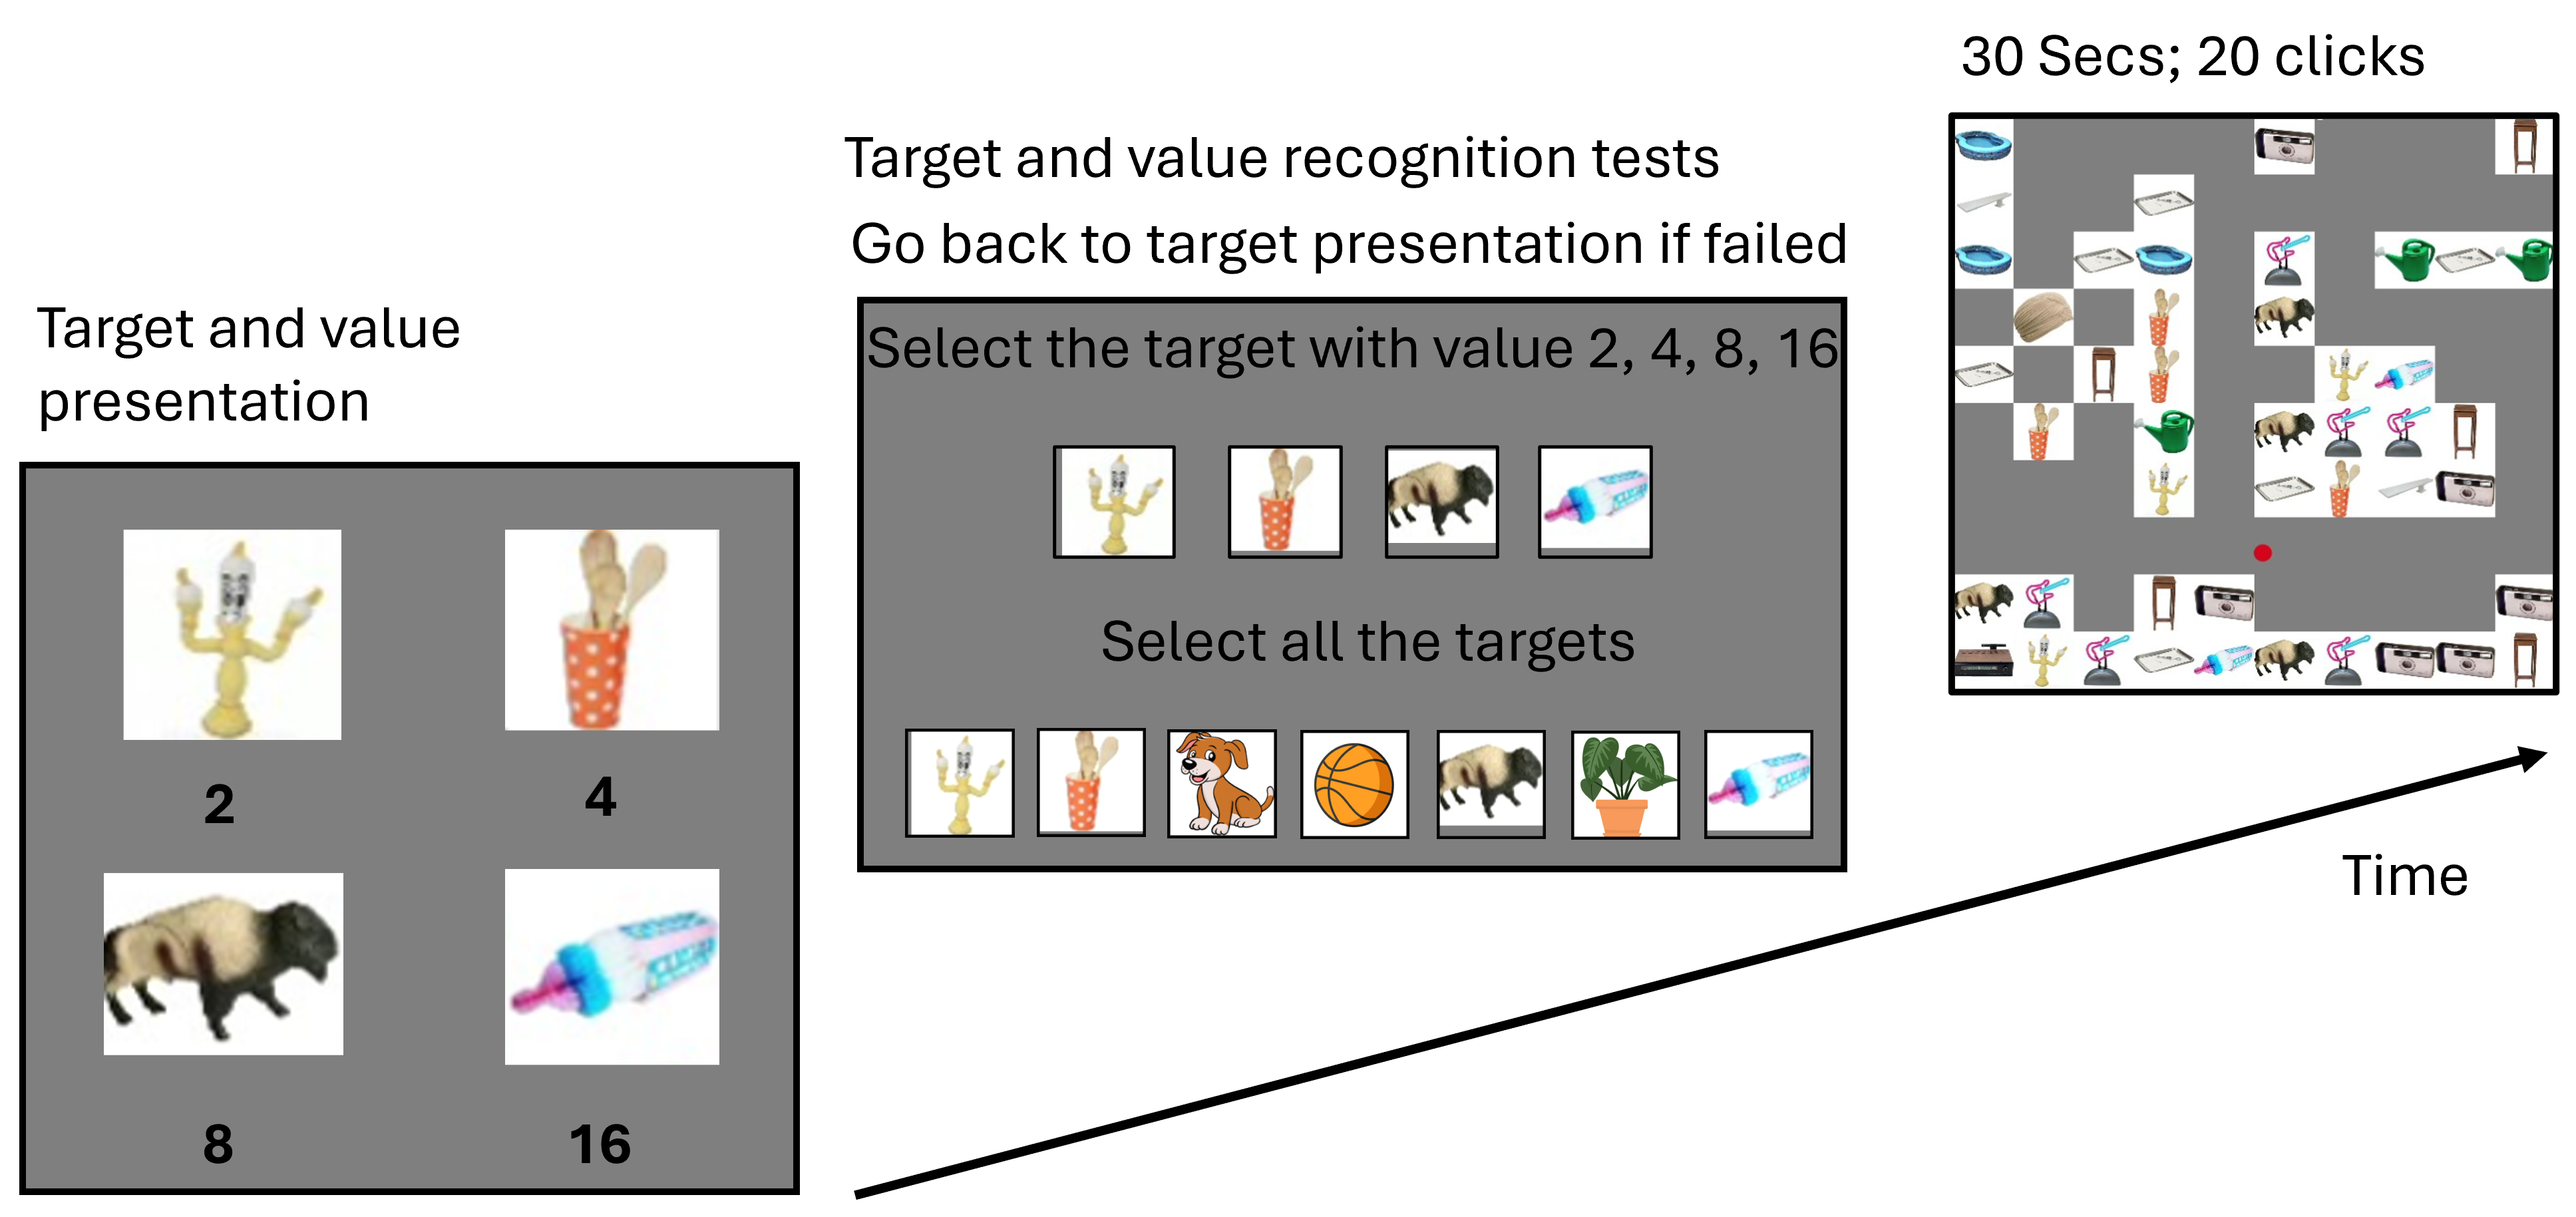 Target and value
presentation
2
4
8
16
Target and value recognition tests
Go back to target presentation if failed
Select the target with value 2, 4, 8, 16
Select all the targets
30 Secs; 20 clicks
Time